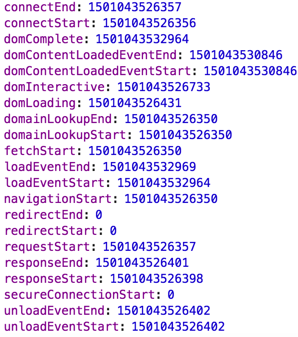 connectEnd: 1501043526357
connectStart: 1501043526356
domComplete: 1501043532964
domContentLoadedEventEnd: 1501043530846
domContentLoadedEventStart: 1501043530846
domInteractive: 1501043526733
domLoading: 1501043526431
domainLookupEnd: 1501043526350
domainLookupStart: 1501043526350
fetchStart: 1501043526350
loadEventEnd: 1501043532969
loadEventStart: 1501043532964
navigationStart: 1501043526350
redirectEnd: 0
redirectStart: 0
requestStart: 1501043526357
responseEnd: 1501043526401
responseStart: 1501043526398
secureConnectionStart: 0
unloadEventEnd: 1501043526402
unloadEventStart: 1501043526402